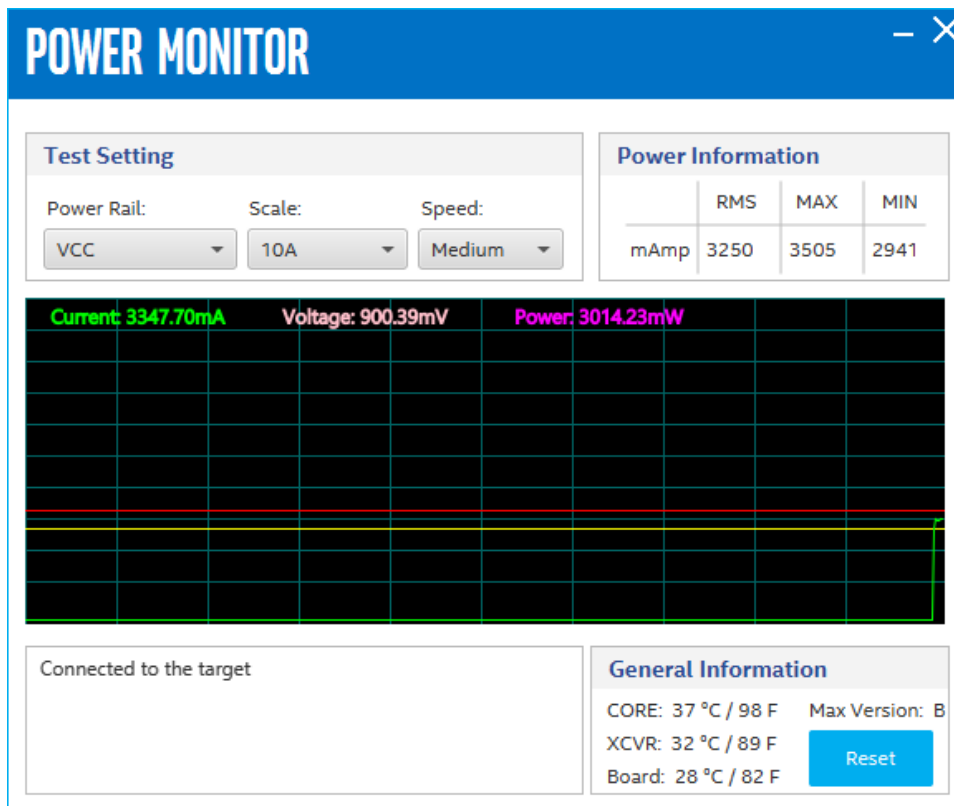 POWER MONITOR
Test Setting
Power Rail: Scale: Speed:
VCC 10A Medium
Power Information
RMS MAX MIN
mAmp 3250 3505 2941
Current: 3347.70mA Voltage: 900.39mV Power: 3014.23mW
Connected to the target
General Information
CORE: 37 °C / 98 F Max Version: B
XCVR: 32 °C / 89 F
Reset
Board: 28 °C / 82 F